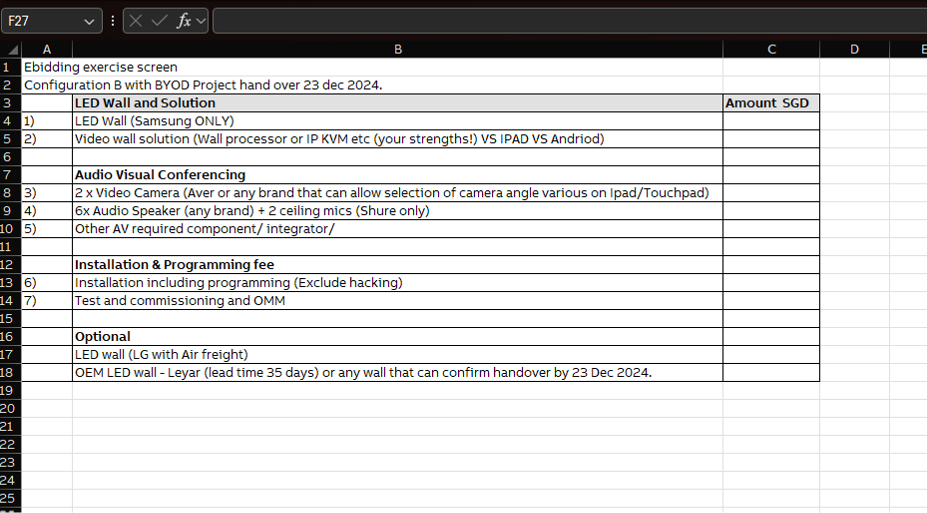 F27
fx
A B C D E
1 Ebidding exercise screen
2 Configuration B with BYOD Project hand over 23 dec 2024.
3 LED Wall and Solution Amount SGD
4 1) LED Wall (Samsung ONLY)
5 2) Video wall solution (Wall processor or IP KVM etc (your strengths!) VS IPAD VS Andriod)
6
7 Audio Visual Conferencing
8 3) 2 x Video Camera (Aver or any brand that can allow selection of camera angle various on Ipad/Touchpad)
9 4) 6x Audio Speaker (any brand) + 2 ceiling mics (Shure only)
10 5) Other AV required component/ integrator/
11
12 Installation & Programming fee
13 6) Installation including programming (Exclude hacking)
14 7) Test and commissioning and OMM
15
16 Optional
17 LED wall (LG with Air freight)
18 OEM LED wall - Leyar (lead time 35 days) or any wall that can confirm handover by 23 Dec 2024.
19
20
21
22
23
24
25